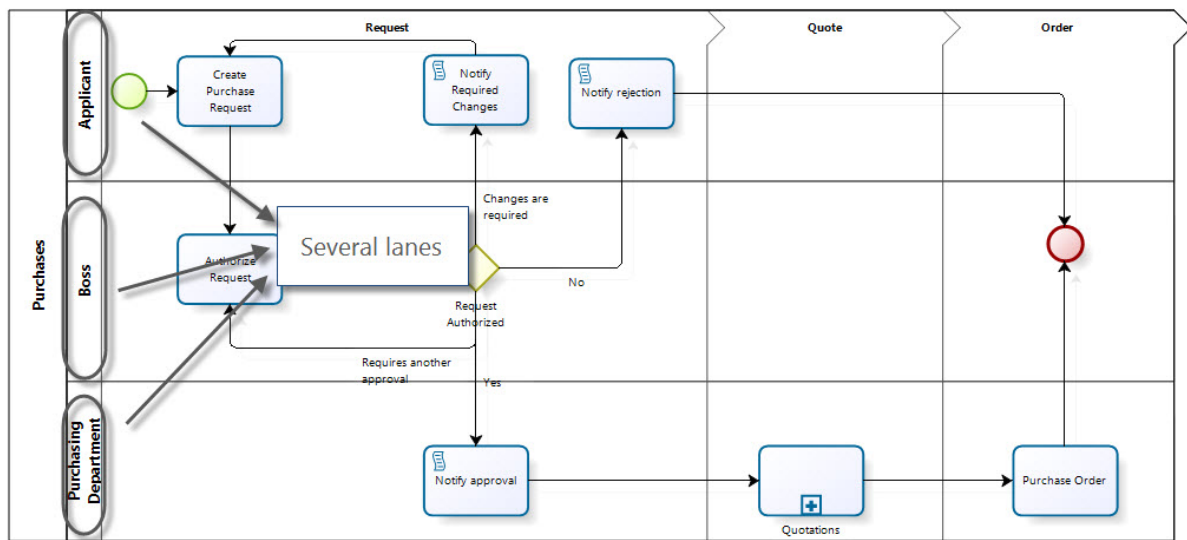 Request
Quote
Order
Purchases
Applicant
Create
Purchase
Request
Notify
Required
Changes
Notify rejection
Boss
Changes are
required
Several lanes
Authorize
Request
No
Request
Authorized
Requires another
approval
Yes
Purchasing
Department
Notify approval
Quotations
Purchase Order